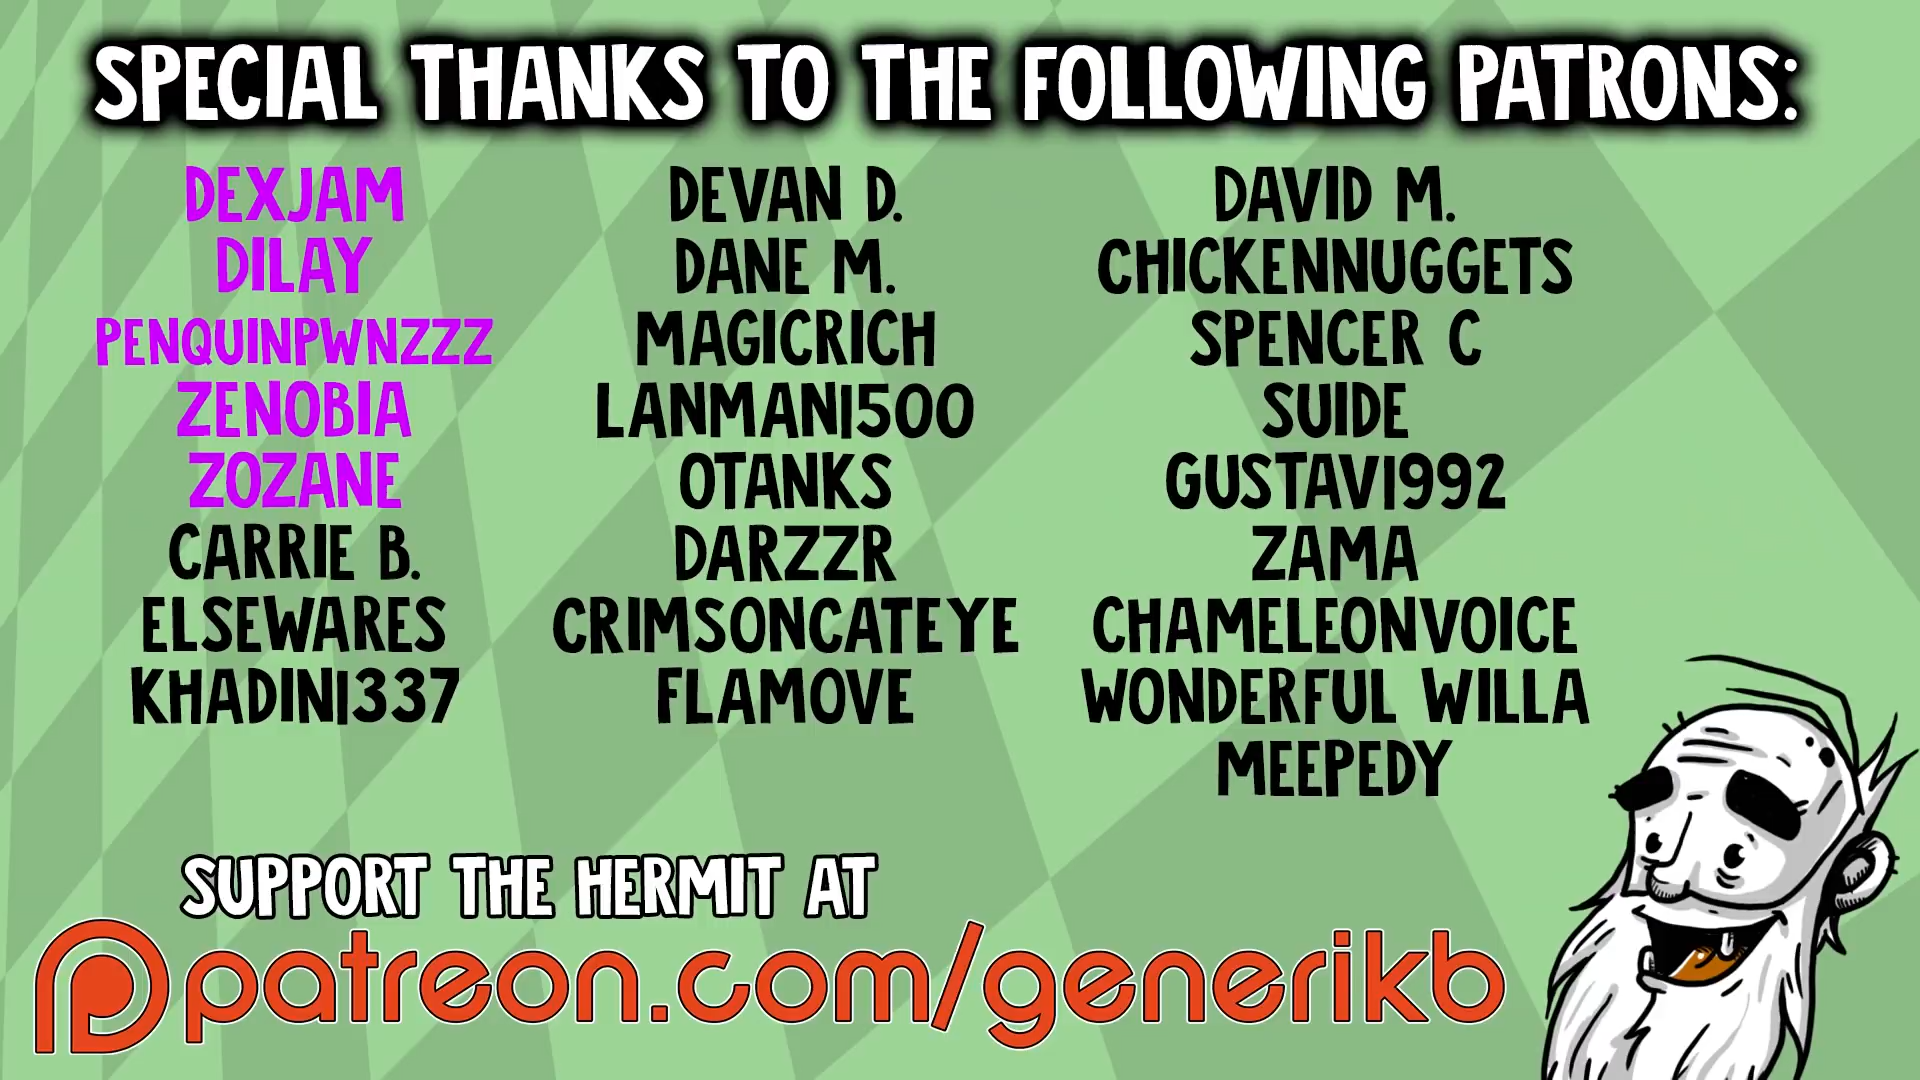 SPECIAL THANKS TO THE FOLLOWING PATRONS:
DEXJAM
DILAY
PENQUINPWNZZZ
ZENOBIA
ZOZANE
CARRIE B.
ELSEWARES
KHADIN1337
DEVAN D.
DANE M.
MAGICRICH
LANMAN1500
OTANKS
DARZZR
CRIMSONCATEYE
FLAMOVE
DAVID M.
CHICKENNUGGETS
SPENCER C
SUIDE
GUSTAV1992
ZAMA
CHAMELEONVOICE
WONDERFUL WILLA
MEEPEDY
SUPPORT THE HERMIT AT
patreon.com/generikb